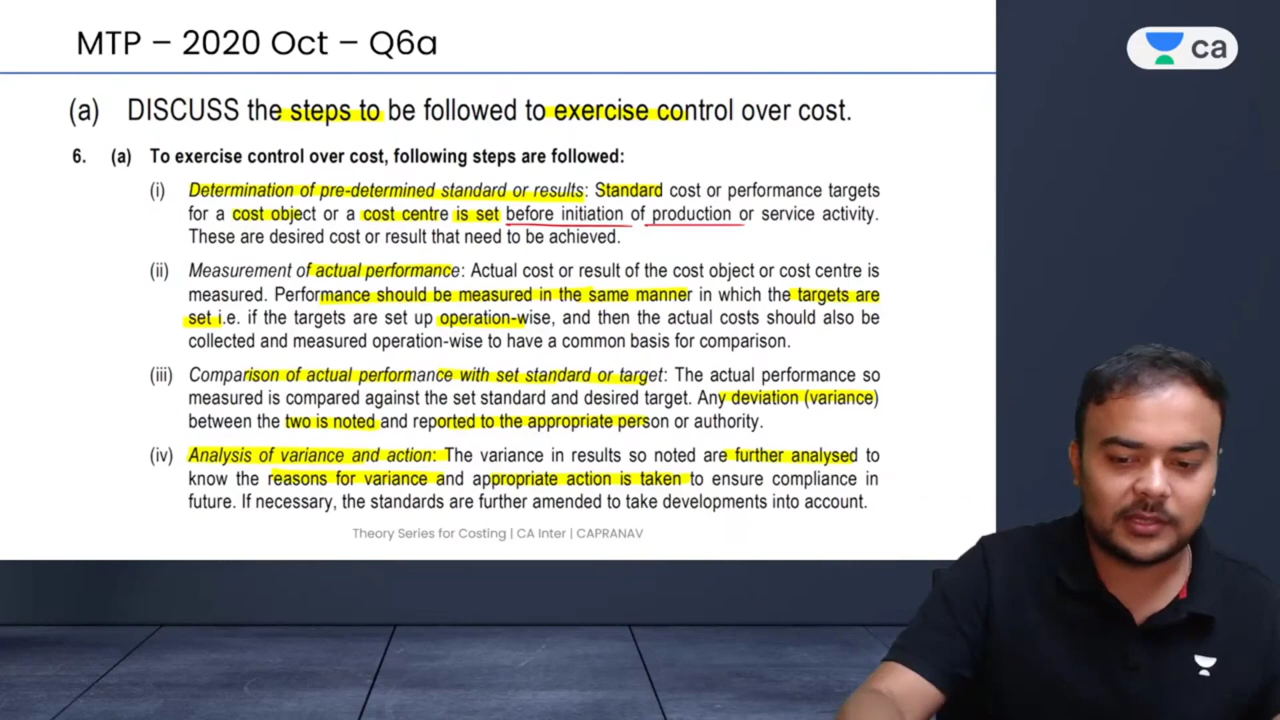 MTP – 2020 Oct – Q6a
ca
(a) DISCUSS the steps to be followed to exercise control over cost.
6. (a) To exercise control over cost, following steps are followed:
(i) Determination of pre-determined standard or results: Standard cost or performance targets
for a cost object or a cost centre is set before initiation of production or service activity.
These are desired cost or result that need to be achieved.
(ii) Measurement of actual performance: Actual cost or result of the cost object or cost centre is
measured. Performance should be measured in the same manner in which the targets are
set i.e. if the targets are set up operation-wise, and then the actual costs should also be
collected and measured operation-wise to have a common basis for comparison.
(iii) Comparison of actual performance with set standard or target: The actual performance so
measured is compared against the set standard and desired target. Any deviation (variance)
between the two is noted and reported to the appropriate person or authority.
(iv) Analysis of variance and action: The variance in results so noted are further analysed to
know the reasons for variance and appropriate action is taken to ensure compliance in
future. If necessary, the standards are further amended to take developments into account.
Theory Series for Costing | CA Inter | CAPRANAV